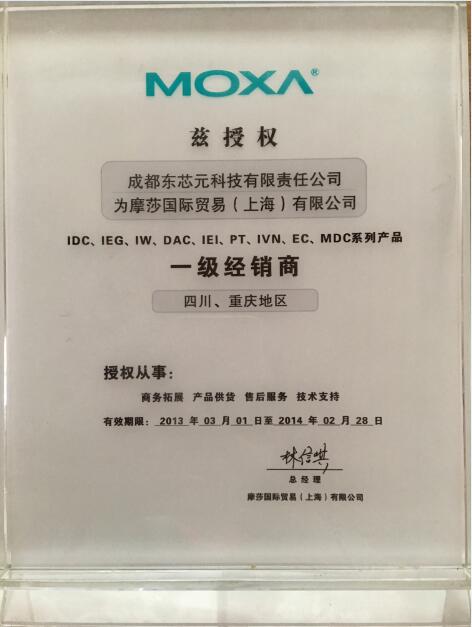 MOXA®
兹授权
成都东芯元科技有限责任公司
为摩莎国际贸易（上海）有限公司
IDC、IEG、IW、DAC、IEI、PT、IVN、EC、MDC系列产品
一级经销商
四川、重庆地区
授权从事：
商务拓展 产品供货 售后服务 技术支持
有效期限： 2013 年 03 月 01 日至 2014 年 02 月 28 日
总经理
摩莎国际贸易（上海）有限公司